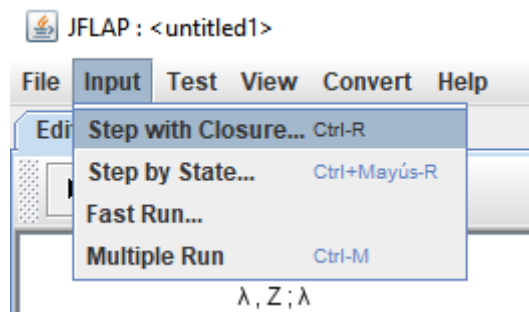 JFLAP : <untitled1>
File Input Test View Convert Help
Edi
Step with Closure... Ctrl-R
Step by State... Ctrl+Mayús-R
Fast Run...
Multiple Run Ctrl-M
λ , Z ; λ